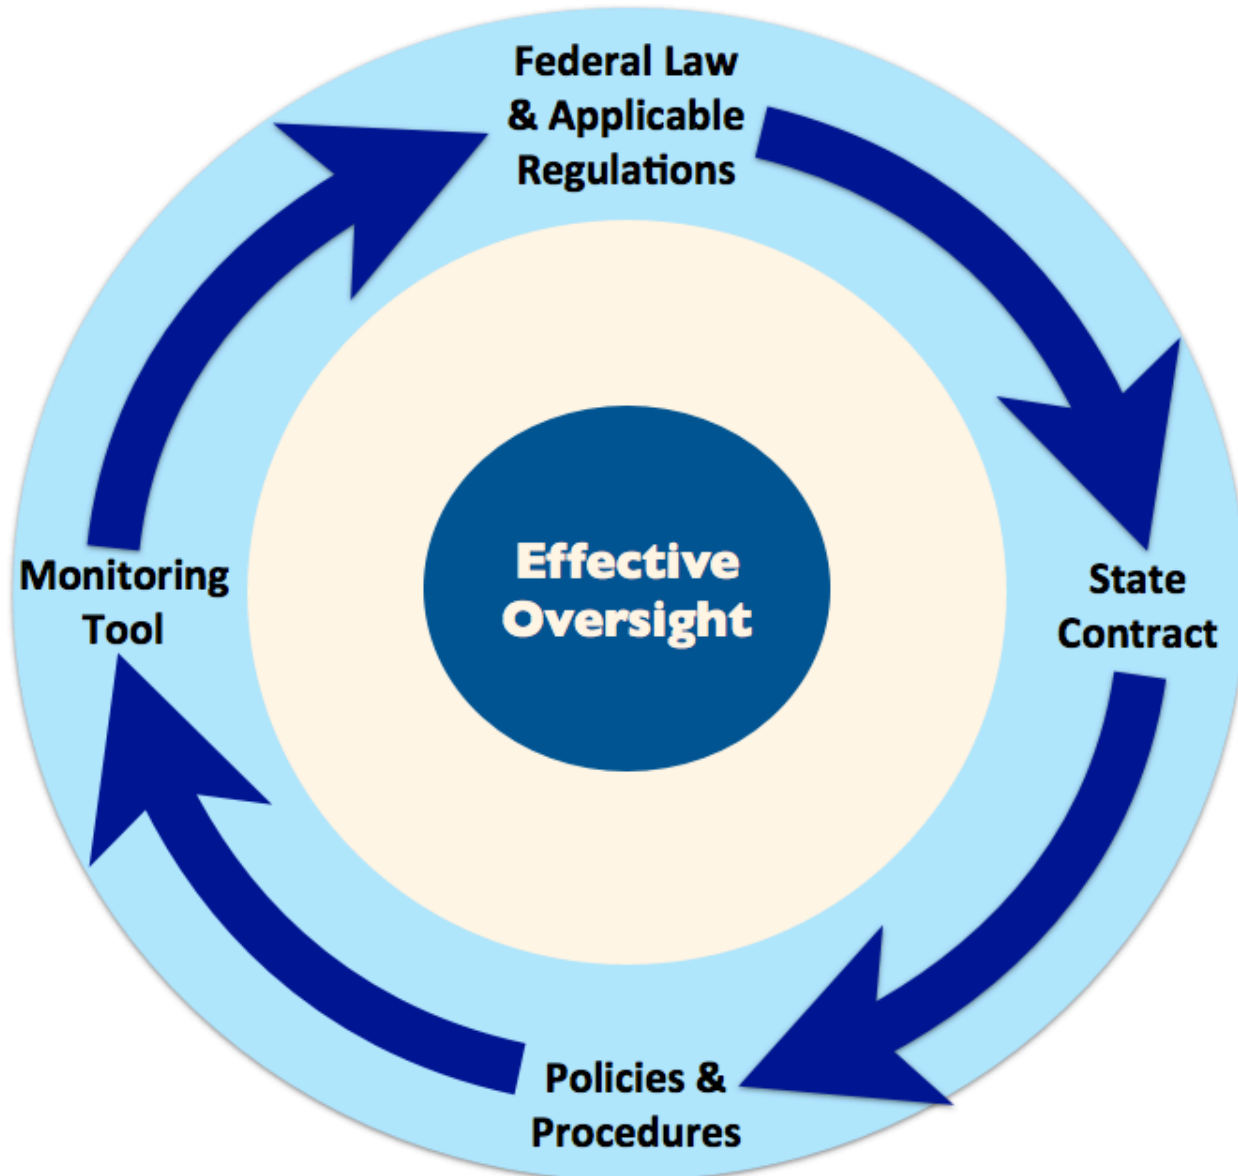 Federal Law
& Applicable
Regulations
Effective
Oversight
Monitoring
Tool
State
Contract
Policies &
Procedures